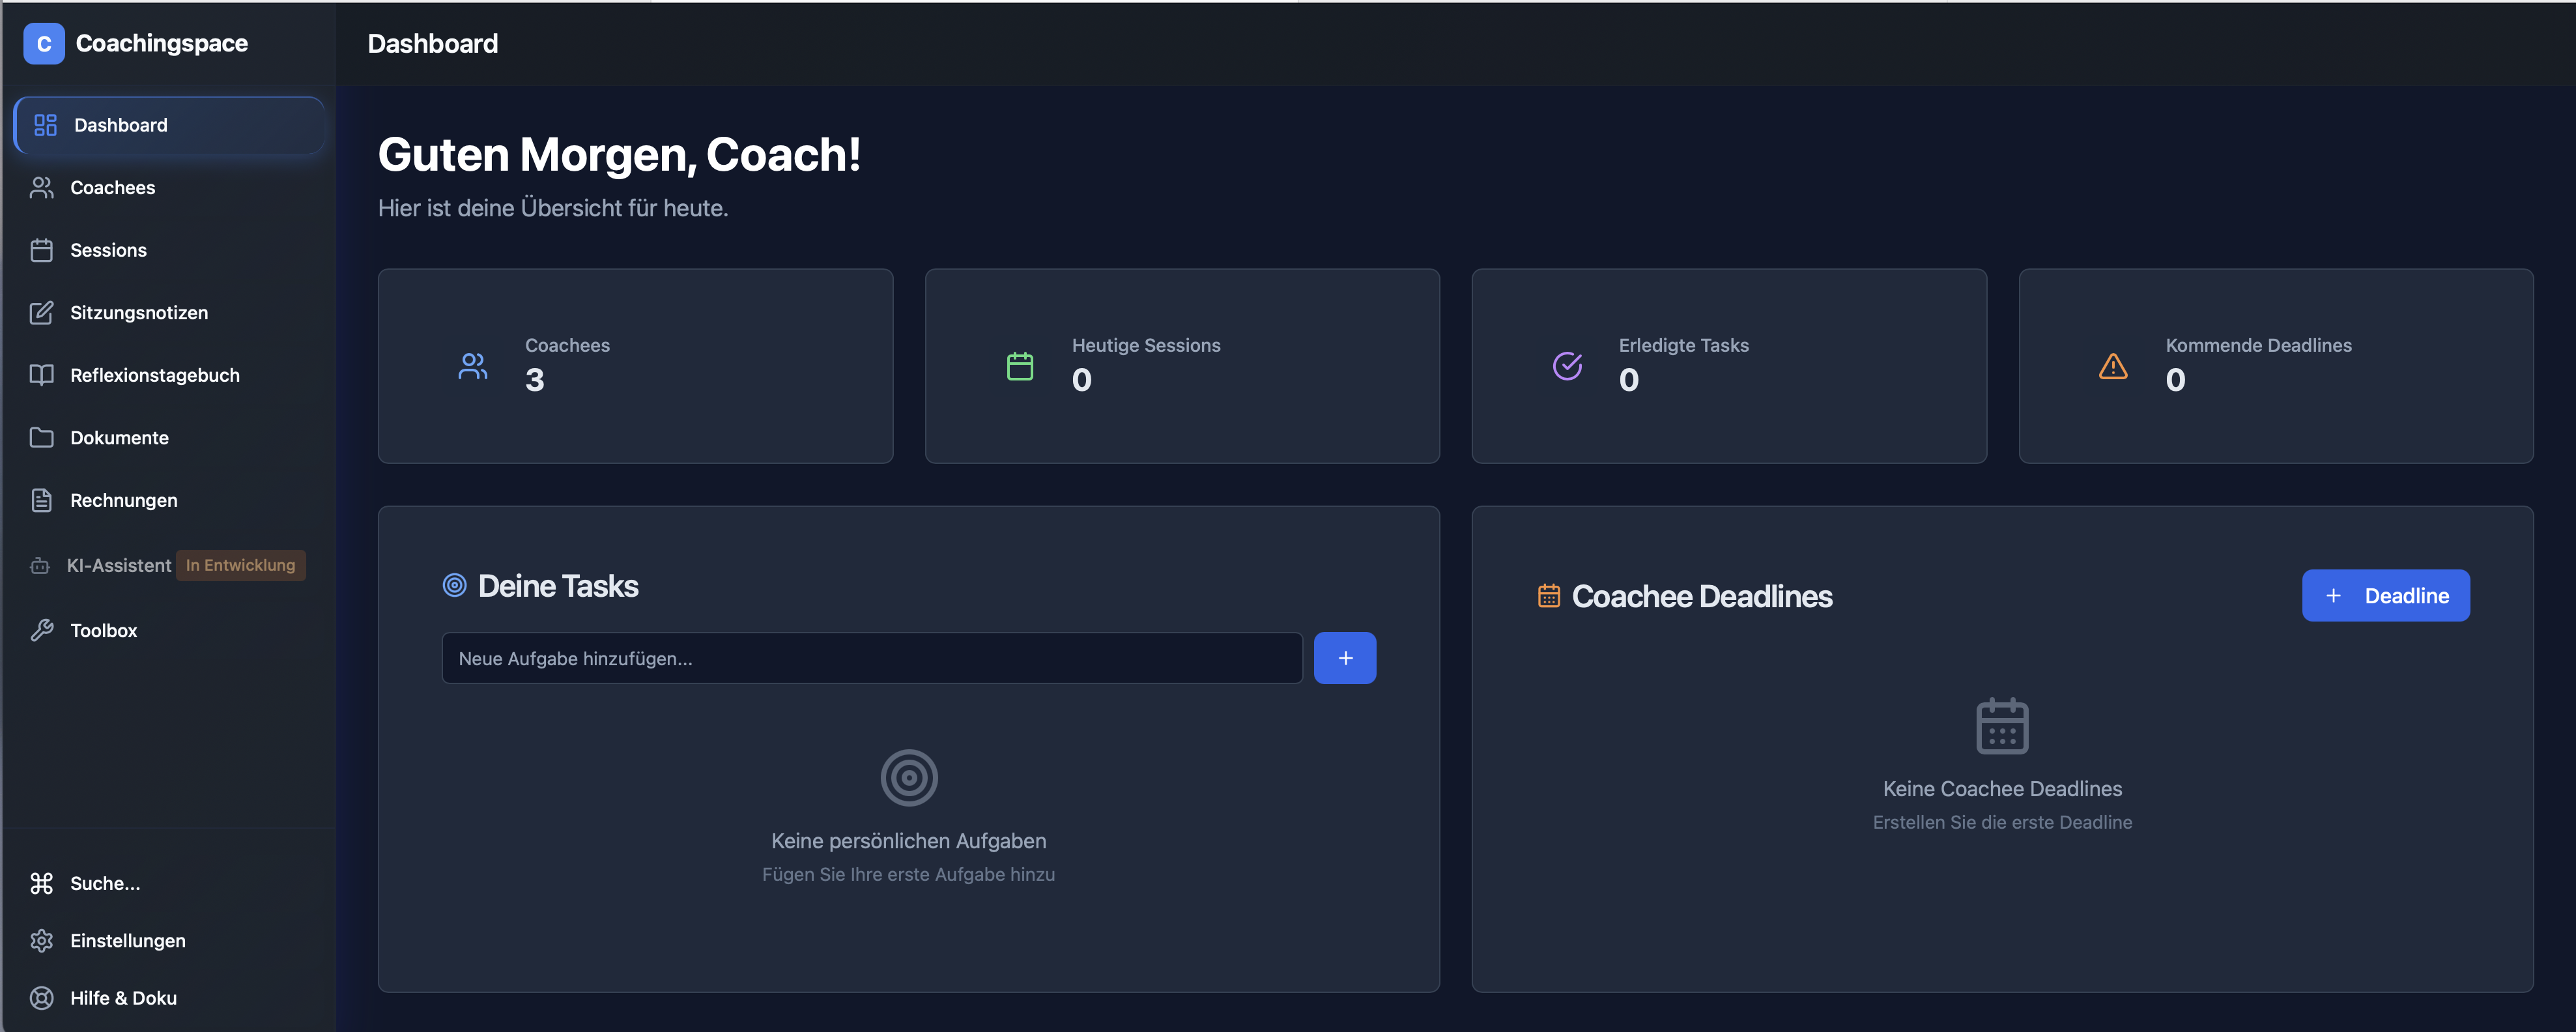 C Coachingspace
Dashboard
Dashboard
Coachees
Sessions
Sitzungsnotizen
Reflexionstagebuch
Dokumente
Rechnungen
KI-Assistent In Entwicklung
Toolbox
Suche...
Einstellungen
Hilfe & Doku
Guten Morgen, Coach!
Hier ist deine Übersicht für heute.
Coachees
3
Heutige Sessions
0
Erledigte Tasks
0
Kommende Deadlines
0
Deine Tasks
Neue Aufgabe hinzufügen...
+
Keine persönlichen Aufgaben
Fügen Sie Ihre erste Aufgabe hinzu
Coachee Deadlines
+ Deadline
Keine Coachee Deadlines
Erstellen Sie die erste Deadline